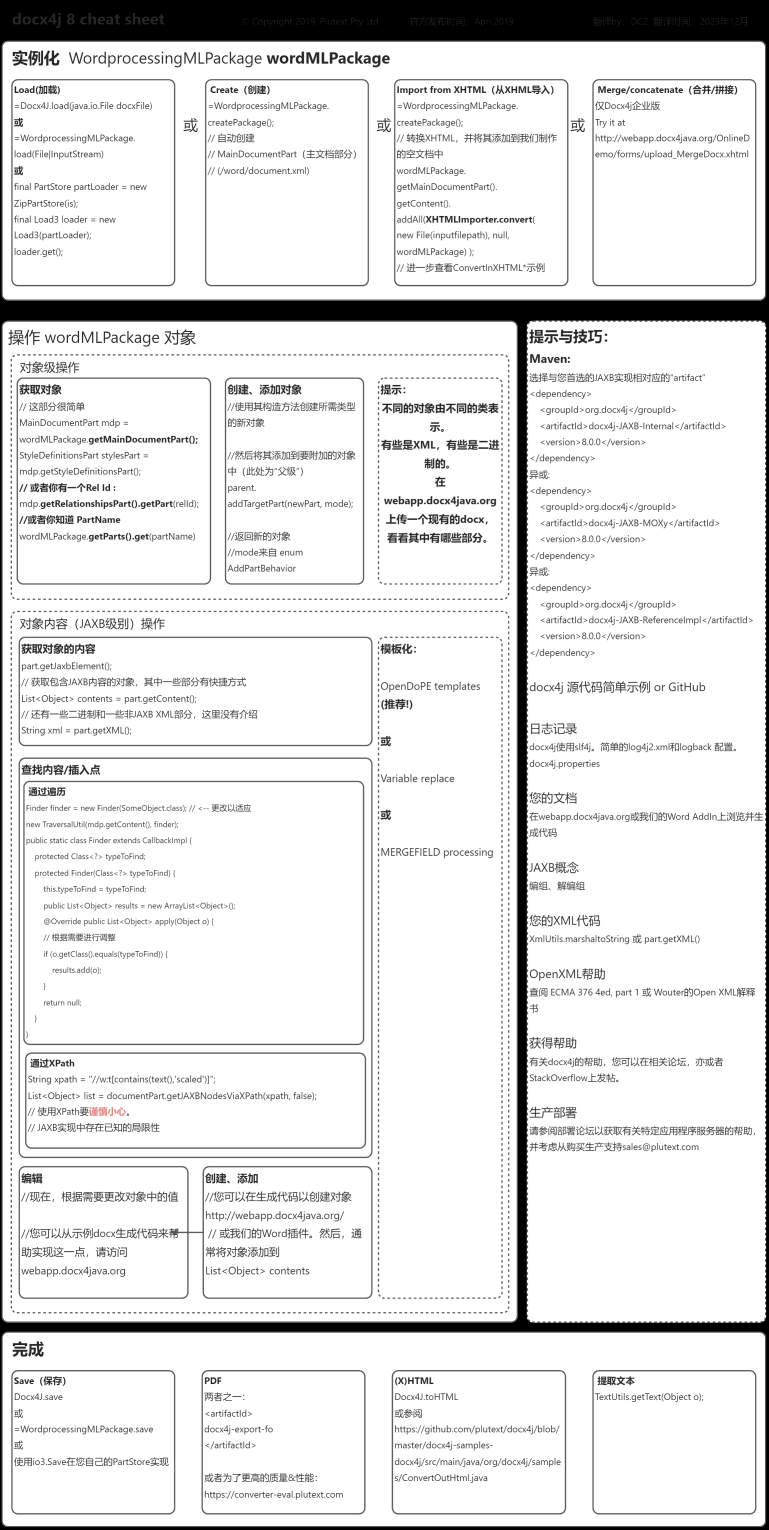 docx4j 8 cheat sheet
© Copyright 2019, Plutext Pty Ltd
官方发布时间：Apri 2019
翻译by：DCZ 翻译时间：2023年12月
实例化 WordprocessingMLPackage wordMLPackage
Load(加载)
=Docx4J.load(java.io.File docxFile)
或
=WordprocessingMLPackage.
load(File|InputStream)
或
final PartStore partLoader = new
ZipPartStore(is);
final Load3 loader = new
Load3(partLoader);
loader.get();
或
Create（创建）
=WordprocessingMLPackage.
createPackage();
// 自动创建
// MainDocumentPart（主文档部分）
// (/word/document.xml)
或
Import from XHTML（从XHML导入）
=WordprocessingMLPackage.
createPackage();
// 转换XHTML，并将其添加到我们制作
的空文档中
wordMLPackage.
getMainDocumentPart().
getContent().
addAll(XHTMLImporter.convert(
new File(inputfilepath), null,
wordMLPackage) );
// 进一步查看ConvertInXHTML*示例
或
Merge/concatenate（合并/拼接）
仅Docx4j企业版
Try it at
http://webapp.docx4java.org/OnlineD
emo/forms/upload_MergeDocx.xhtml
操作 wordMLPackage 对象
对象级操作
获取对象
// 这部分很简单
MainDocumentPart mdp =
wordMLPackage.getMainDocumentPart();
StyleDefinitionsPart stylesPart =
mdp.getStyleDefinitionsPart();
// 或者你有一个Rel Id :
mdp.getRelationshipsPart().getPart(relId);
//或者你知道 PartName
wordMLPackage.getParts().get(partName)
创建、添加对象
//使用其构造方法创建所需类型
的新对象
//然后将其添加到要附加的对象
中（此处为“父级”）
parent.
addTargetPart(newPart, mode);
//返回新的对象
//mode来自 enum
AddPartBehavior
提示：
不同的对象由不同的类表
示。
有些是XML，有些是二进
制的。
在
webapp.docx4java.org
上传一个现有的docx，
看看其中有哪些部分。
对象内容（JAXB级别）操作
获取对象的内容
part.getJaxbElement();
// 获取包含JAXB内容的对象，其中一些部分有快捷方式
List<Object> contents = part.getContent();
// 还有一些二进制和一些非JAXB XML部分，这里没有介绍
String xml = part.getXML();
查找内容/插入点
通过遍历
Finder finder = new Finder(SomeObject.class); // <-- 更改以适应
new TraversalUtil(mdp.getContent(), finder);
public static class Finder extends CallbackImpl {
protected Class<?> typeToFind;
protected Finder(Class<?> typeToFind) {
this.typeToFind = typeToFind;
public List<Object> results = new ArrayList<Object>();
@Override public List<Object> apply(Object o) {
// 根据需要进行调整
if (o.getClass().equals(typeToFind)) {
results.add(o);
}
return null;
}
}
通过XPath
String xpath = "//w:t[contains(text(),'scaled')]";
List<Object> list = documentPart.getJAXBNodesViaXPath(xpath, false);
// 使用XPath要谨慎小心。
// JAXB实现中存在已知的局限性
编辑
//现在，根据需要更改对象中的值
//您可以从示例docx生成代码来帮
助实现这一点，请访问
webapp.docx4java.org
创建、添加
//您可以在生成代码以创建对象
http://webapp.docx4java.org/
// 或我们的Word插件。然后，通
常将对象添加到
List<Object> contents
模板化：
OpenDoPE templates
(推荐!)
或
Variable replace
或
MERGEFIELD processing
提示与技巧：
Maven:
选择与您首选的JAXB实现相对应的“artifact”
<dependency>
<groupId>org.docx4j</groupId>
<artifactId>docx4j-JAXB-Internal</artifactId>
<version>8.0.0</version>
</dependency>
异或:
<dependency>
<groupId>org.docx4j</groupId>
<artifactId>docx4j-JAXB-MOXy</artifactId>
<version>8.0.0</version>
</dependency>
异或:
<dependency>
<groupId>org.docx4j</groupId>
<artifactId>docx4j-JAXB-ReferenceImpl</artifactId>
<version>8.0.0</version>
</dependency>
docx4j 源代码简单示例 or GitHub
日志记录
docx4j使用slf4j。简单的log4j2.xml和logback 配置。
docx4j.properties
您的文档
在webapp.docx4java.org或我们的Word AddIn上浏览并生
成代码
JAXB概念
编组、解编组
您的XML代码
XmlUtils.marshaltoString 或 part.getXML()
OpenXML帮助
查阅 ECMA 376 4ed, part 1 或 Wouter的Open XML解释
书
获得帮助
有关docx4j的帮助，您可以在相关论坛，亦或者
StackOverflow上发帖。
生产部署
请参阅部署论坛以获取有关特定应用程序服务器的帮助，
并考虑从购买生产支持sales@plutext.com
完成
Save（保存）
Docx4J.save
或
=WordprocessingMLPackage.save
或
使用io3.Save在您自己的PartStore实现
PDF
两者之一：
<artifactId>
docx4j-export-fo
</artifactId>
或者为了更高的质量&性能：
https://converter-eval.plutext.com
(X)HTML
Docx4J.toHTML
或参阅
https://github.com/plutext/docx4j/blob/
master/docx4j-samples-
docx4j/src/main/java/org/docx4j/sample
s/ConvertOutHtml.java
提取文本
TextUtils.getText(Object o);